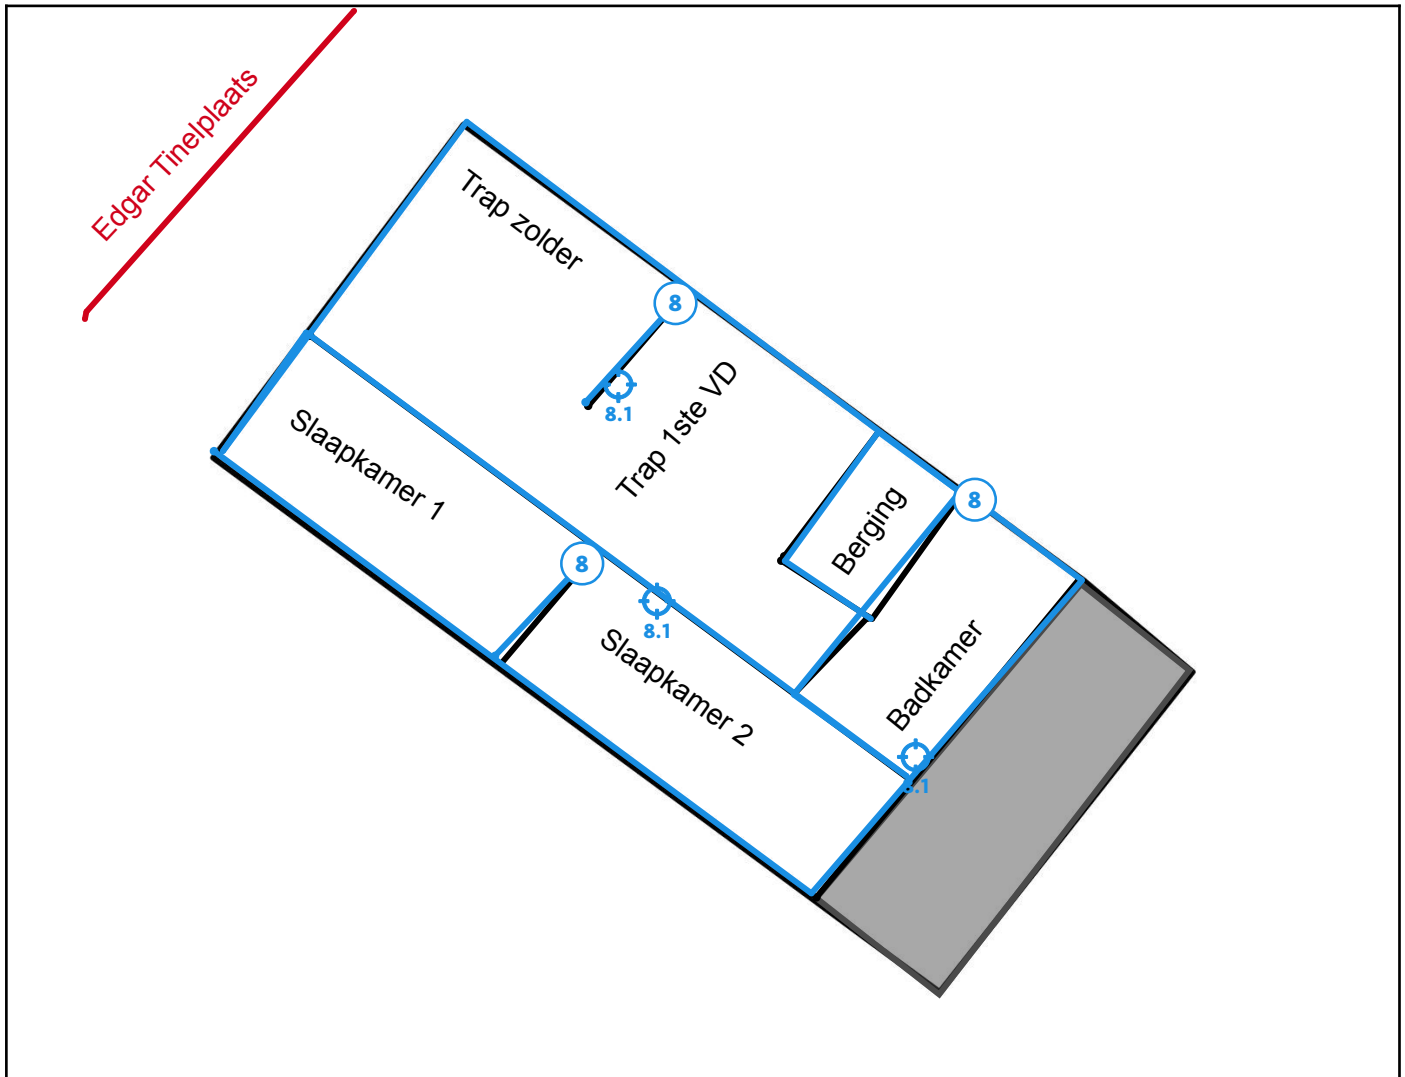 Edgar Tinelplaats
Trap zolder
8
8.1
Trap 1ste VD
Slaapkamer 1
Berging
8
8
8.1
Slaapkamer 2
Badkamer
8.1